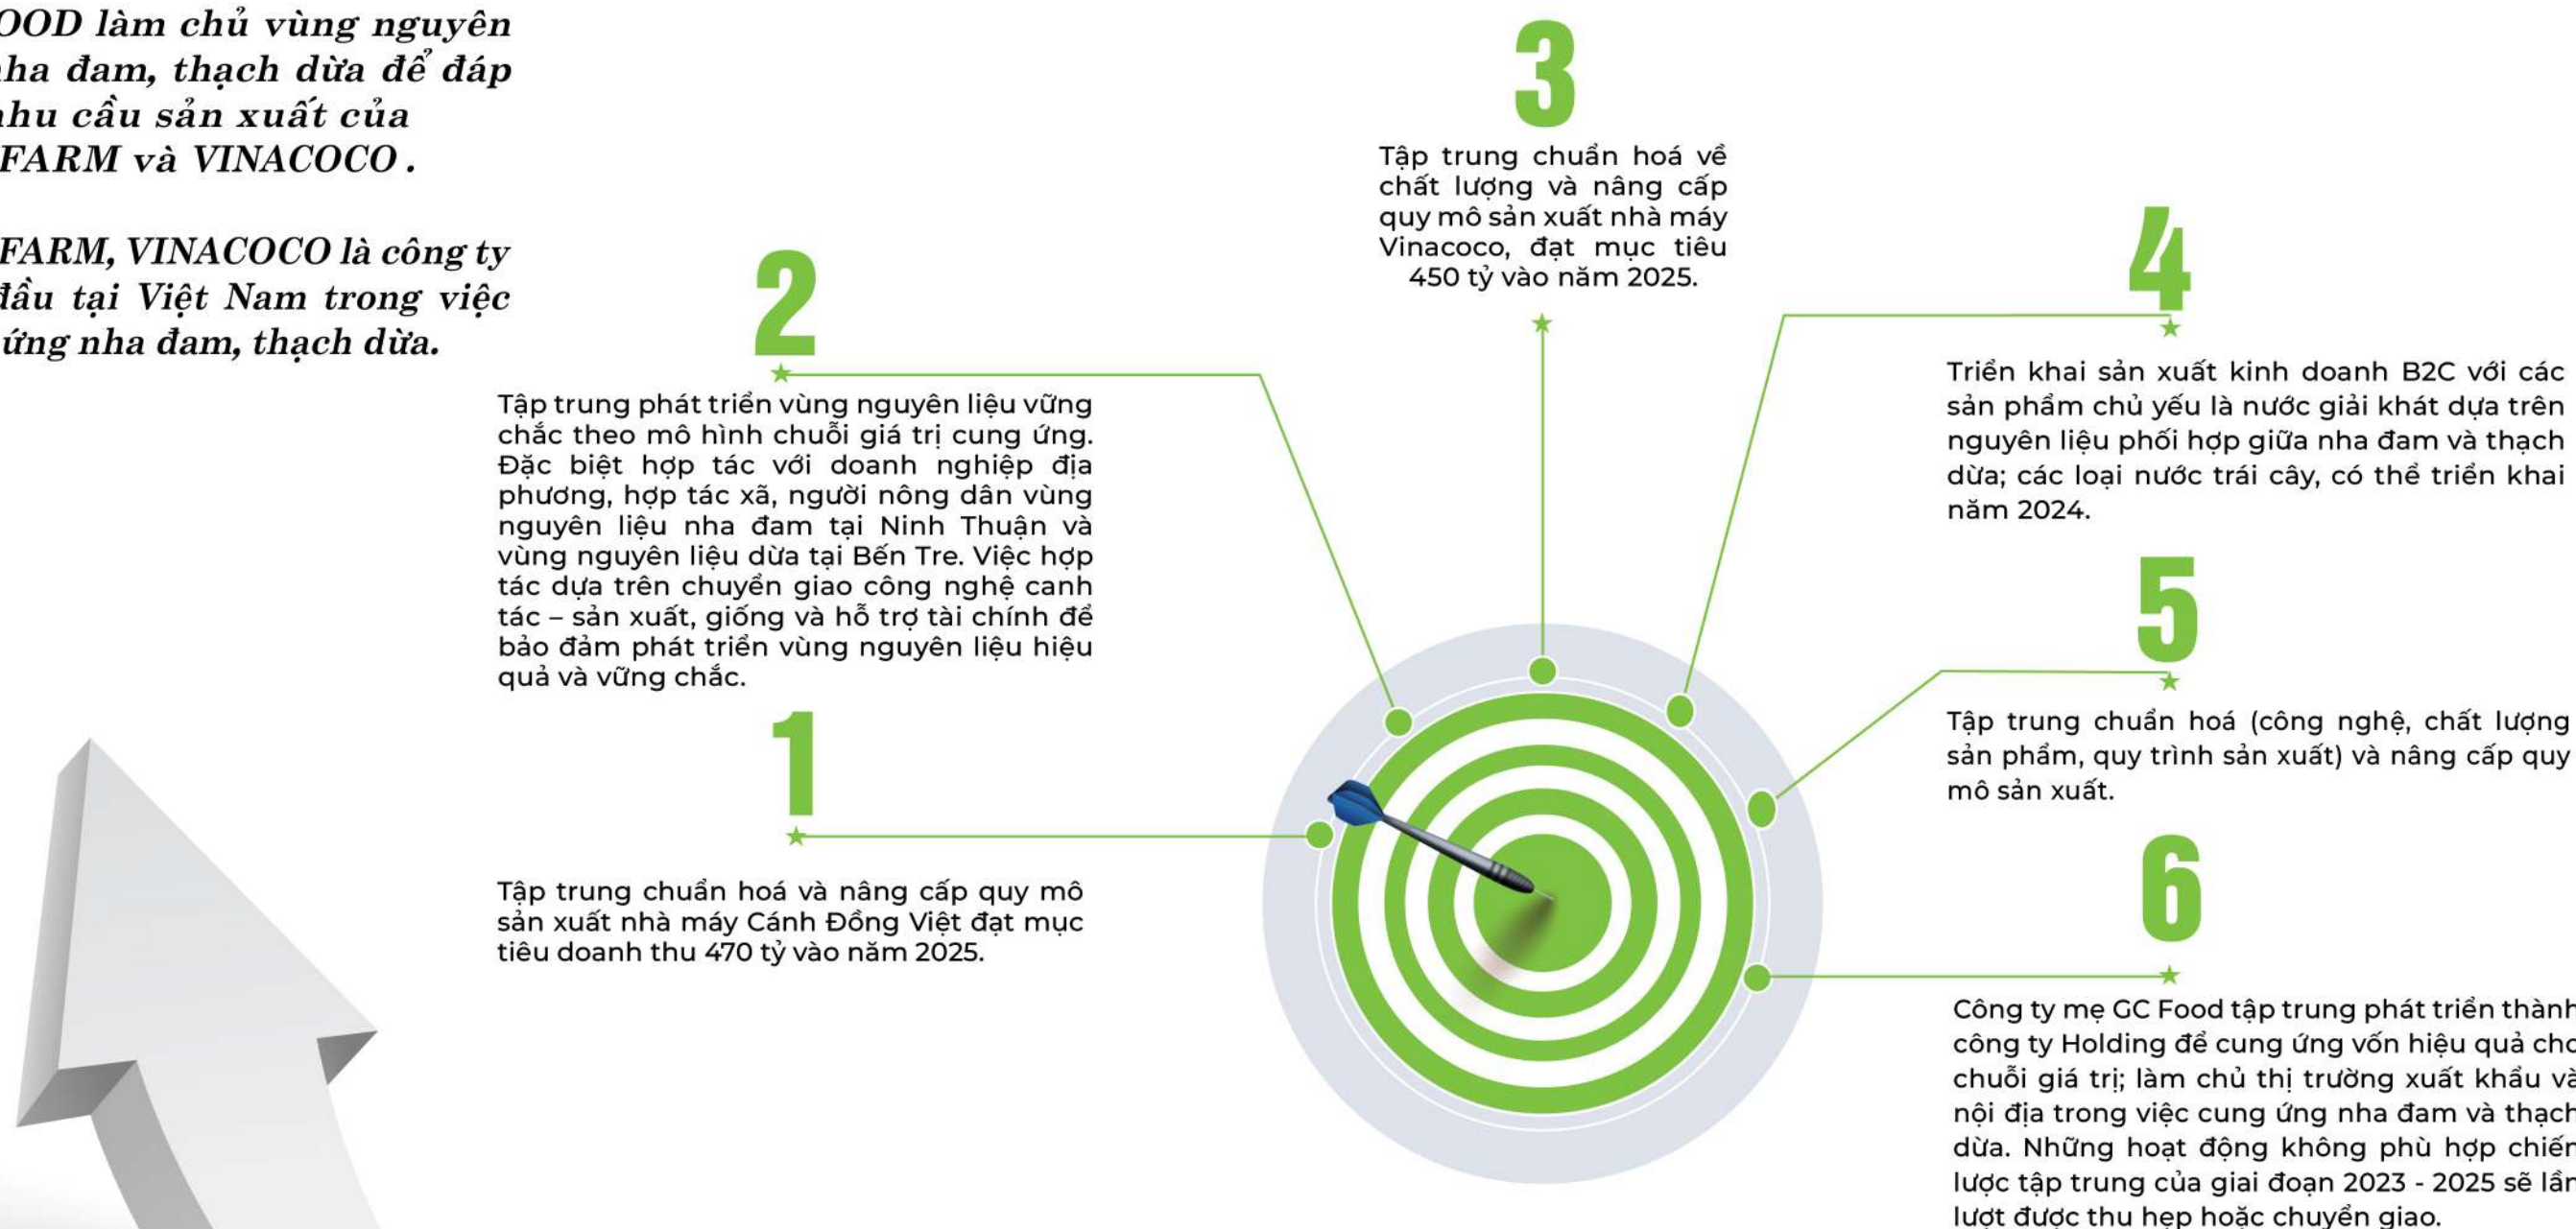 OOD làm chủ vùng nguyên
nha đam, thạch dừa để đáp
nhu cầu sản xuất của
FARM và VINACOCO .
FARM, VINACOCO là công ty
đầu tại Việt Nam trong việc
ứng nha đam, thạch dừa.
2
Tập trung phát triển vùng nguyên liệu vững
chắc theo mô hình chuỗi giá trị cung ứng.
Đặc biệt hợp tác với doanh nghiệp địa
phương, hợp tác xã, người nông dân vùng
nguyên liệu nha đam tại Ninh Thuận và
vùng nguyên liệu dừa tại Bến Tre. Việc hợp
tác dựa trên chuyển giao công nghệ canh
tác – sản xuất, giống và hỗ trợ tài chính để
bảo đảm phát triển vùng nguyên liệu hiệu
quả và vững chắc.
1
Tập trung chuẩn hoá và nâng cấp quy mô
sản xuất nhà máy Cánh Đồng Việt đạt mục
tiêu doanh thu 470 tỷ vào năm 2025.
3
Tập trung chuẩn hoá về
chất lượng và nâng cấp
quy mô sản xuất nhà máy
Vinacoco, đạt mục tiêu
450 tỷ vào năm 2025.
4
Triển khai sản xuất kinh doanh B2C với các
sản phẩm chủ yếu là nước giải khát dựa trên
nguyên liệu phối hợp giữa nha đam và thạch
dừa; các loại nước trái cây, có thể triển khai
năm 2024.
5
Tập trung chuẩn hoá (công nghệ, chất lượng
sản phẩm, quy trình sản xuất) và nâng cấp quy
mô sản xuất.
6
Công ty mẹ GC Food tập trung phát triển thành
công ty Holding để cung ứng vốn hiệu quả cho
chuỗi giá trị; làm chủ thị trường xuất khẩu và
nội địa trong việc cung ứng nha đam và thạch
dừa. Những hoạt động không phù hợp chiến
lược tập trung của giai đoạn 2023 - 2025 sẽ lần
lượt được thu hẹp hoặc chuyển giao.